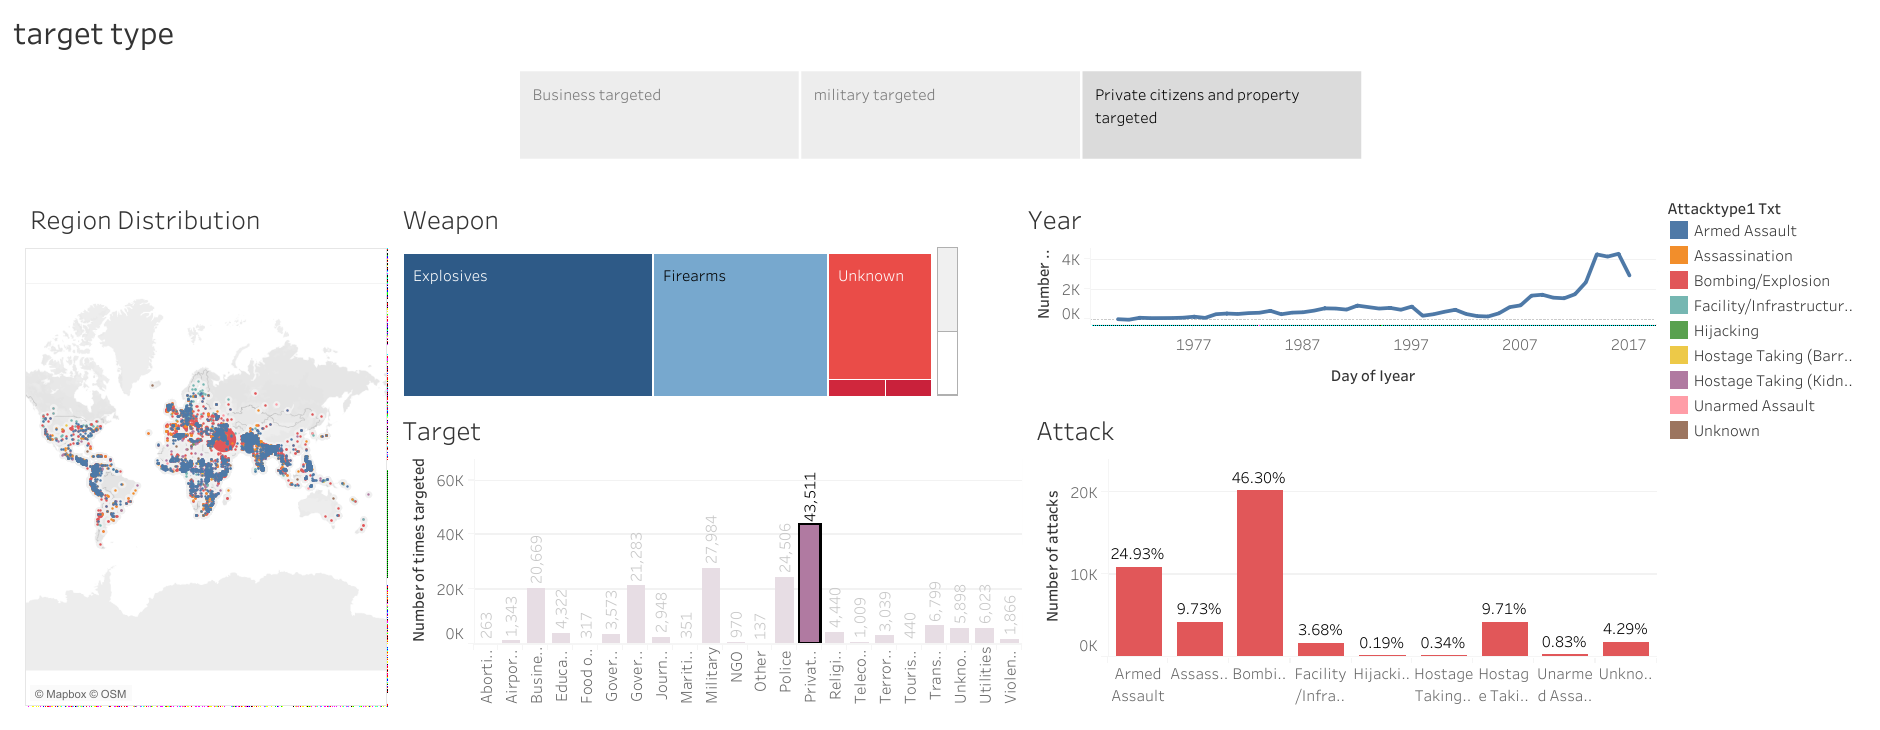 target type
Business targeted
military targeted
Private citizens and property
targeted
Region Distribution
© Mapbox © OSM
Weapon
Explosives
Firearms
Unknown
Year
Number ..
4K
2K
0K
1977
1987
1997
2007
2017
Day of Iyear
Attacktype1 Txt
Armed Assault
Assassination
Bombing/Explosion
Facility/Infrastructur..
Hijacking
Hostage Taking (Barr..
Hostage Taking (Kidn..
Unarmed Assault
Unknown
Target
Number of times targeted
60K
40K
20K
0K
263
1,343
20,669
4,322
317
3,573
21,283
2,948
351
27,984
970
137
24,506
43,511
4,440
1,009
3,039
440
6,799
5,898
6,023
1,866
Aborti..
Airpor..
Busine..
Educa..
Food o..
Gover..
Gover..
Journ..
Mariti..
Military
NGO
Other
Police
Privat..
Religi..
Teleco..
Terror..
Touris..
Trans..
Unkno..
Utilities
Violen..
Attack
Number of attacks
20K
10K
0K
24.93%
9.73%
46.30%
3.68%
0.19%
0.34%
9.71%
0.83%
4.29%
Armed
Assault
Assass..
Bombi..
Facility
/Infra..
Hijacki..
Hostage
Taking..
Hostag
e Taki..
Unarme
d Assa..
Unkno..